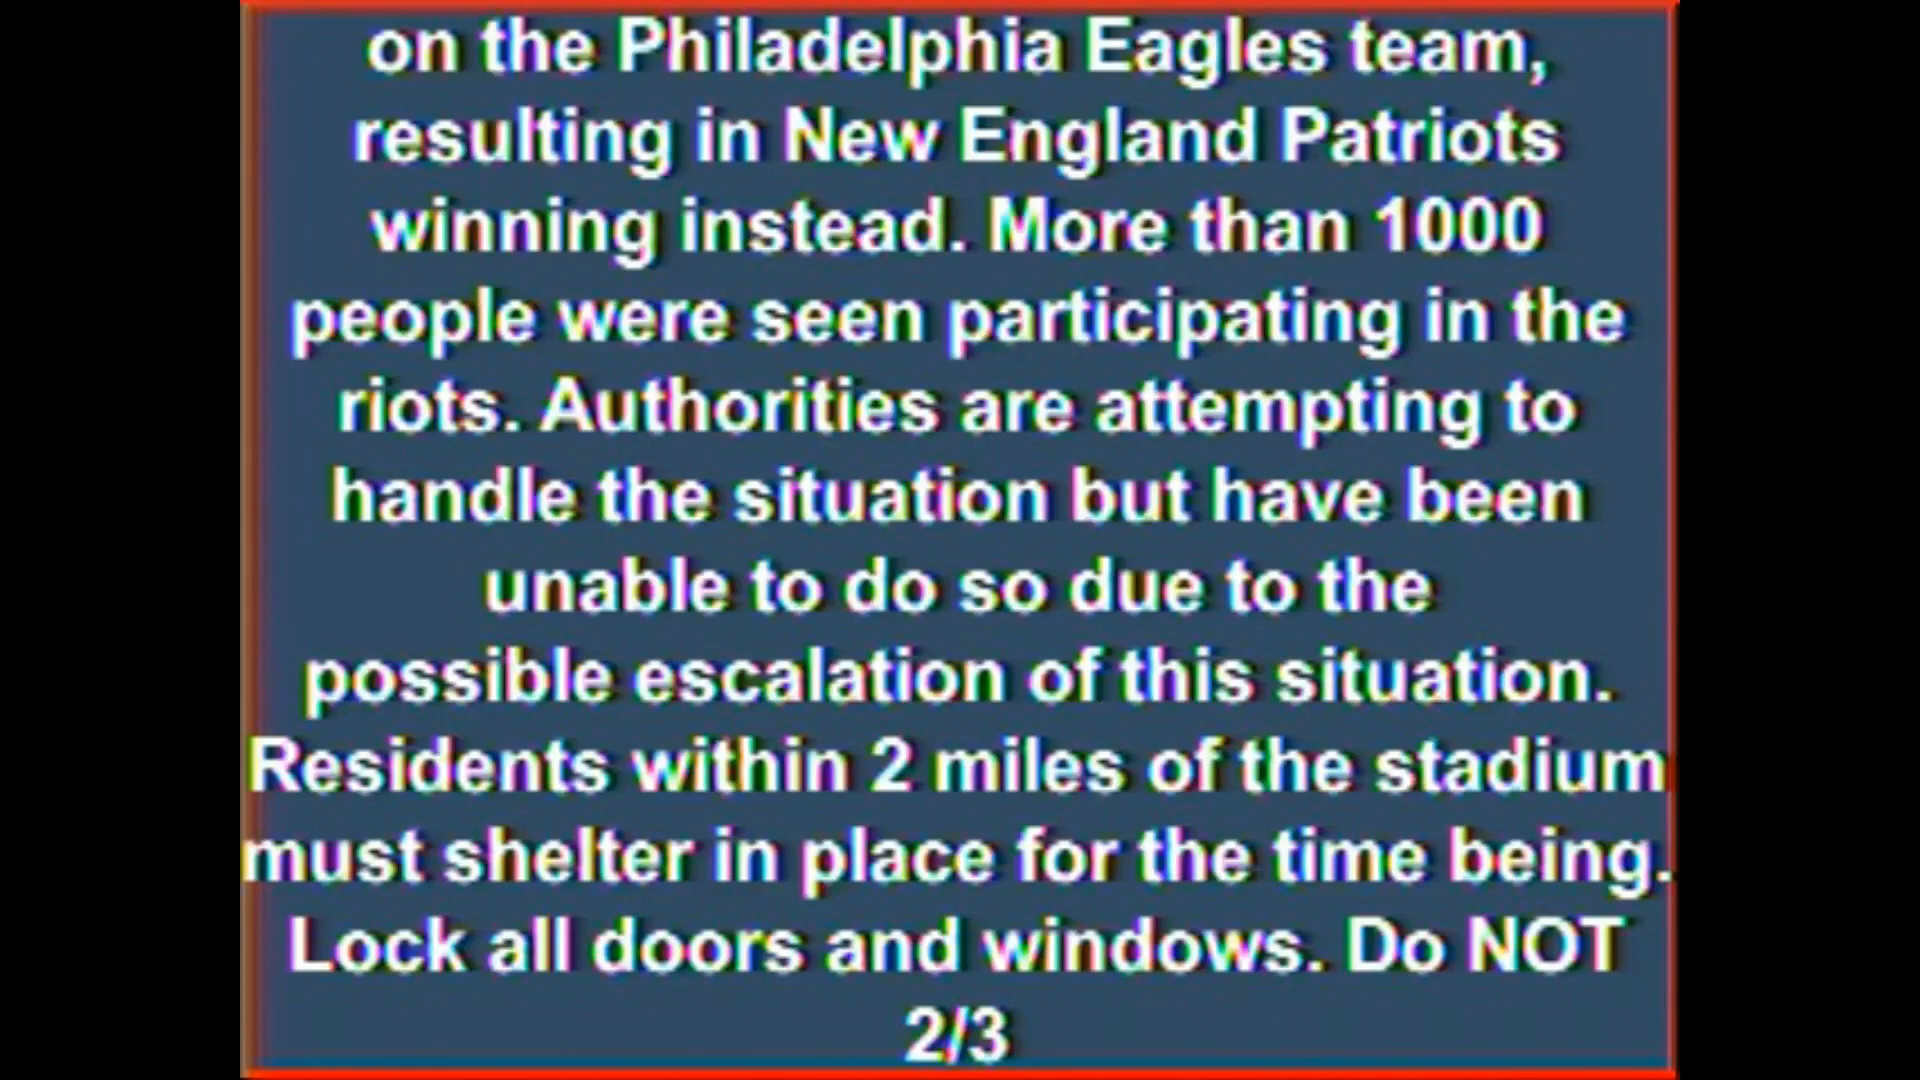 on the Philadelphia Eagles team,
resulting in New England Patriots
winning instead. More than 1000
people were seen participating in the
riots. Authorities are attempting to
handle the situation but have been
unable to do so due to the
possible escalation of this situation.
Residents within 2 miles of the stadium
must shelter in place for the time being.
Lock all doors and windows. Do NOT
2/3